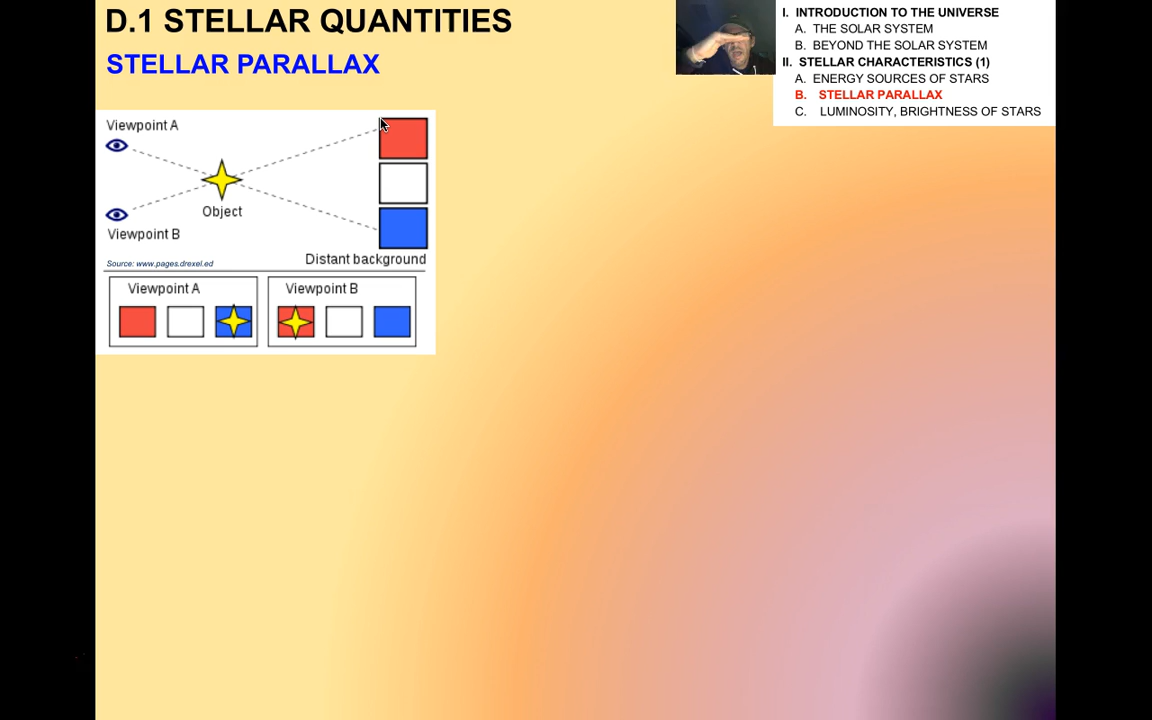 D.1 STELLAR QUANTITIES
STELLAR PARALLAX
I. INTRODUCTION TO THE UNIVERSE
A. THE SOLAR SYSTEM
B. BEYOND THE SOLAR SYSTEM
II. STELLAR CHARACTERISTICS (1)
A. ENERGY SOURCES OF STARS
B. STELLAR PARALLAX
C. LUMINOSITY, BRIGHTNESS OF STARS
Viewpoint A
Object
Viewpoint B
Distant background
Source: www.pages.drexel.ed
Viewpoint A
Viewpoint B